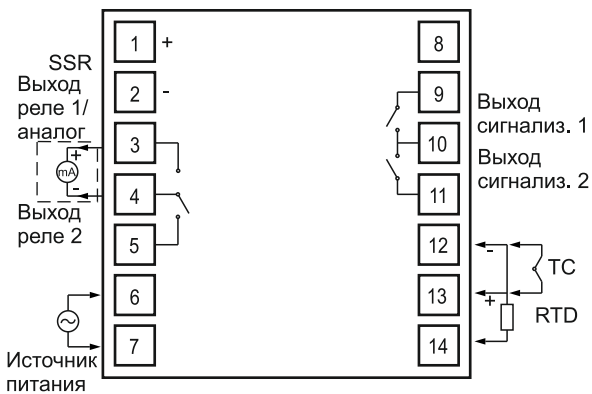 1 +
8
SSR
2 -
9
Выход
реле 1/
аналог
Выход
сигнализ. 1
3
10
+
mA
-
Выход
сигнализ. 2
4
11
Выход
реле 2
5
12
-
TC
6
13
+
RTD
7
14
Источник
питания